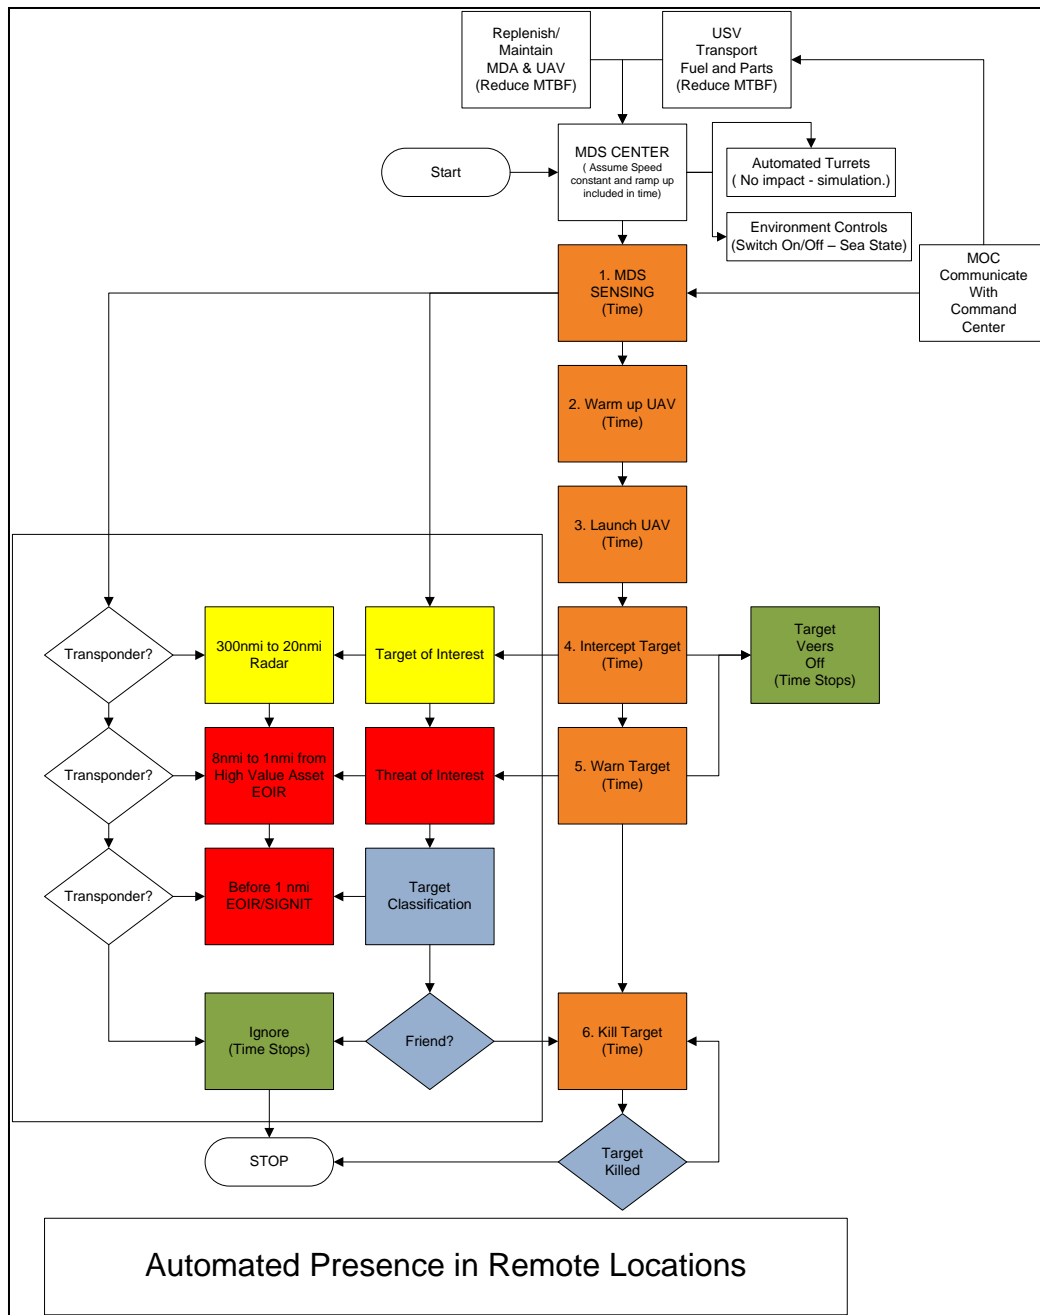 Replenish/
Maintain
MDA & UAV
(Reduce MTBF)
USV
Transport
Fuel and Parts
(Reduce MTBF)
Start
MDS CENTER
( Assume Speed
constant and ramp up
included in time)
Automated Turrets
( No impact - simulation.)
Environment Controls
(Switch On/Off – Sea State)
MOC
Communicate
With
Command
Center
1. MDS
SENSING
(Time)
2. Warm up UAV
(Time)
3. Launch UAV
(Time)
Transponder?
300nmi to 20nmi
Radar
Target of Interest
4. Intercept Target
(Time)
Target
Veers
Off
(Time Stops)
Transponder?
8nmi to 1nmi from
High Value Asset
EOIR
Threat of Interest
5. Warn Target
(Time)
Transponder?
Before 1 nmi
EOIR/SIGNIT
Target
Classification
Ignore
(Time Stops)
Friend?
6. Kill Target
(Time)
STOP
Target
Killed
Automated Presence in Remote Locations